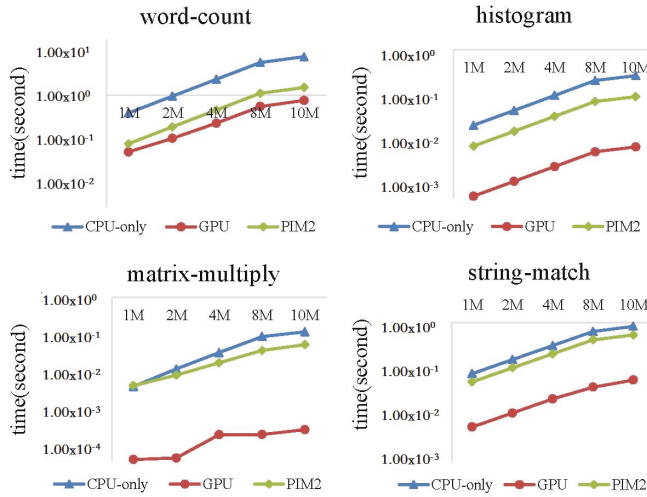 word-count
1.00x10¹
1.00x10⁰
1.00x10⁻¹
1.00x10⁻²
time(second)
1M 2M 4M 8M 10M
CPU-only GPU PIM2
histogram
1.00x10⁰
1.00x10⁻¹
1.00x10⁻²
1.00x10⁻³
time(second)
1M 2M 4M 8M 10M
CPU-only GPU PIM2
matrix-multiply
1.00x10⁰
1.00x10⁻¹
1.00x10⁻²
1.00x10⁻³
1.00x10⁻⁴
time(second)
1M 2M 4M 8M 10M
CPU-only GPU PIM2
string-match
1.00x10⁰
1.00x10⁻¹
1.00x10⁻²
1.00x10⁻³
time(second)
1M 2M 4M 8M 10M
CPU-only GPU PIM2